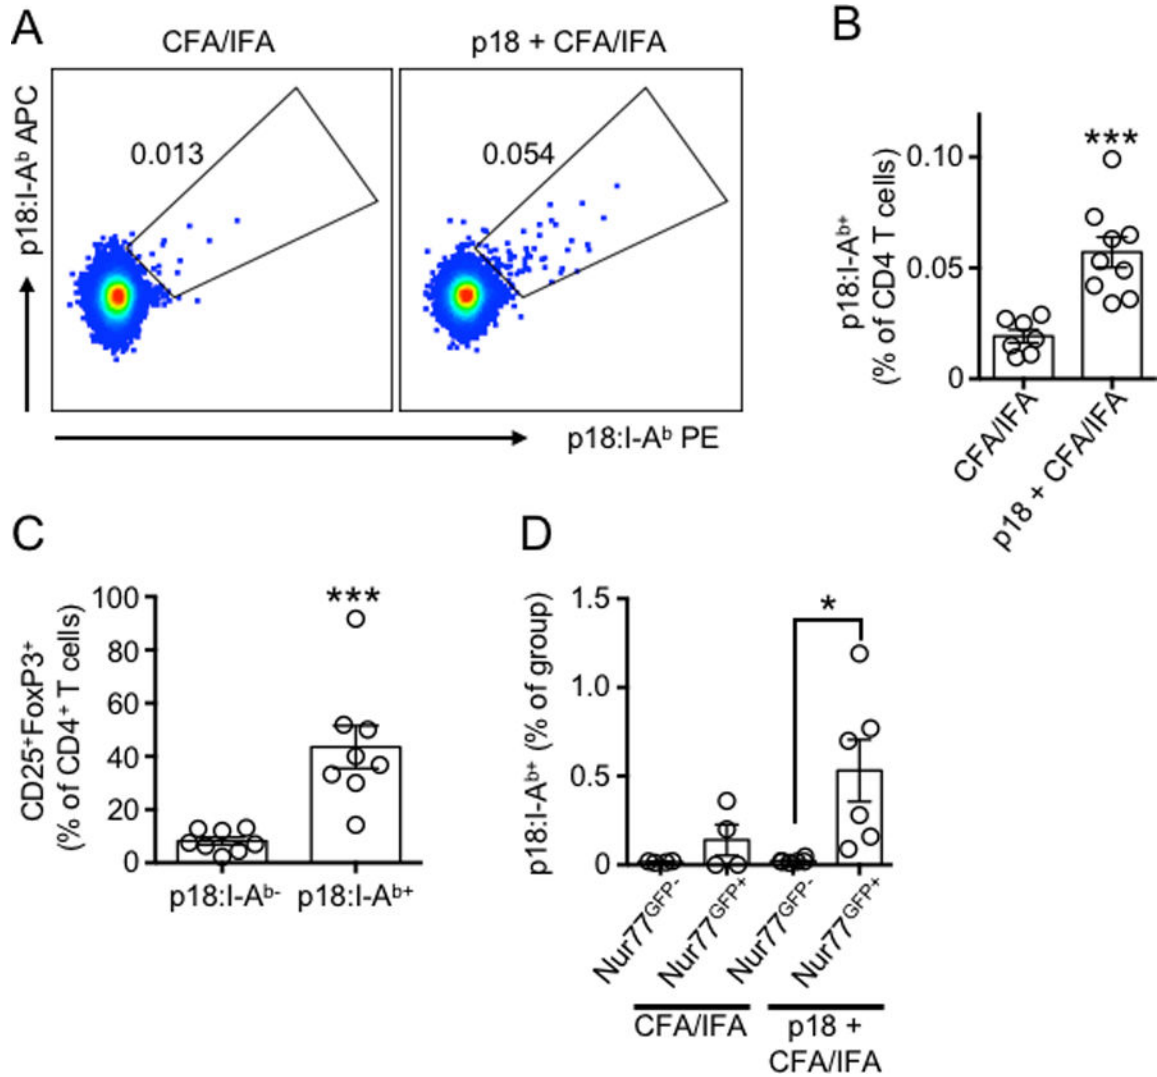 A
CFA/IFA
p18 + CFA/IFA
p18:I-Aᵇ APC
0.013
0.054
p18:I-Aᵇ PE
B
p18:I-Aᵇ⁺
(% of CD4 T cells)
0.10
0.05
0
***
CFA/IFA
p18 + CFA/IFA
C
CD25⁺FoxP3⁺
(% of CD4⁺ T cells)
100
80
60
40
20
0
***
p18:I-Aᵇ⁻
p18:I-Aᵇ⁺
D
p18:I-Aᵇ⁺ (% of group)
1.5
1.0
0.5
0
*
Nur77ᴳᶠᴾ⁻
Nur77ᴳᶠᴾ⁺
Nur77ᴳᶠᴾ⁻
Nur77ᴳᶠᴾ⁺
CFA/IFA
p18 +
CFA/IFA